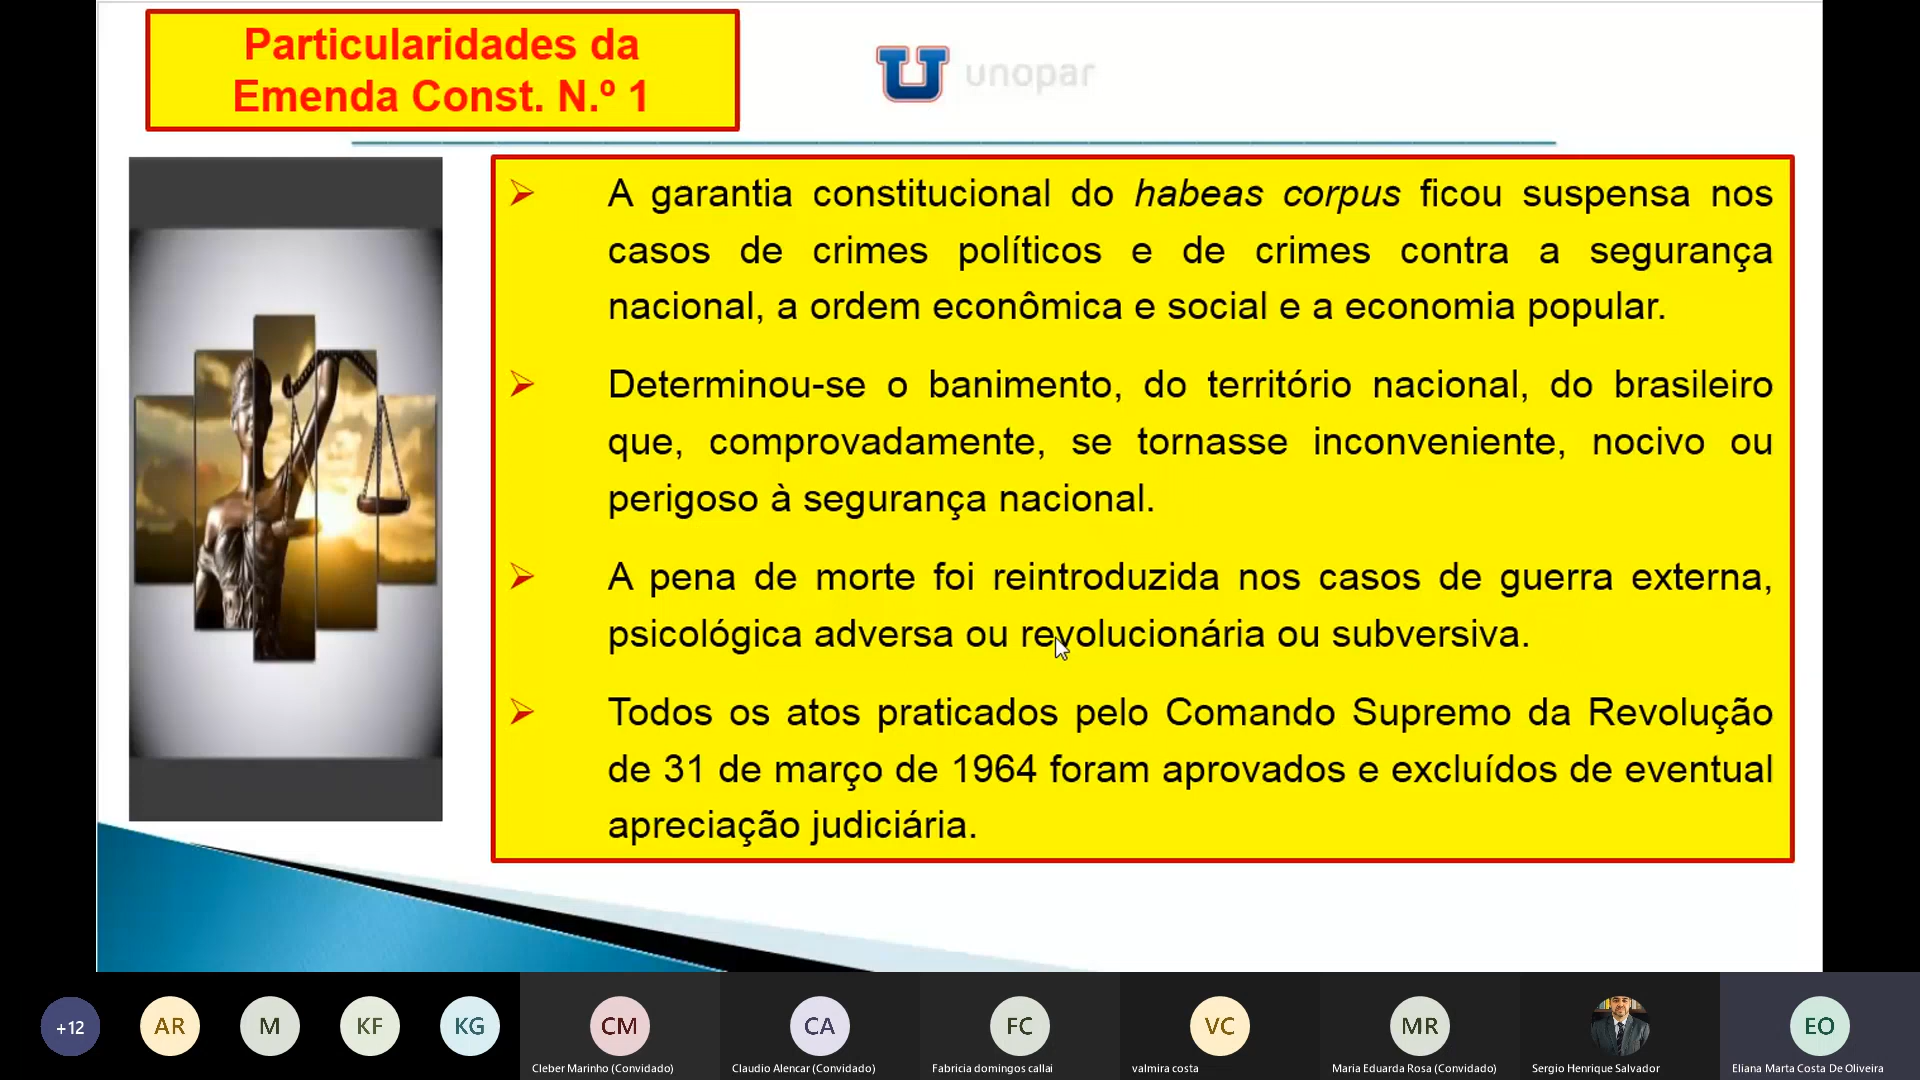 Particularidades da
Emenda Const. N.º 1
unopar
A garantia constitucional do habeas corpus ficou suspensa nos
casos de crimes políticos e de crimes contra a segurança
nacional, a ordem econômica e social e a economia popular.
Determinou-se o banimento, do território nacional, do brasileiro
que, comprovadamente, se tornasse inconveniente, nocivo ou
perigoso à segurança nacional.
A pena de morte foi reintroduzida nos casos de guerra externa,
psicológica adversa ou revolucionária ou subversiva.
Todos os atos praticados pelo Comando Supremo da Revolução
de 31 de março de 1964 foram aprovados e excluídos de eventual
apreciação judiciária.
+12
AR
M
KF
KG
CM
CA
FC
VC
MR
EO
Cleber Marinho (Convidado)
Claudio Alencar (Convidado)
Fabricia domingos callai
valmira costa
Maria Eduarda Rosa (Convidado)
Sergio Henrique Salvador
Eliana Marta Costa De Oliveira